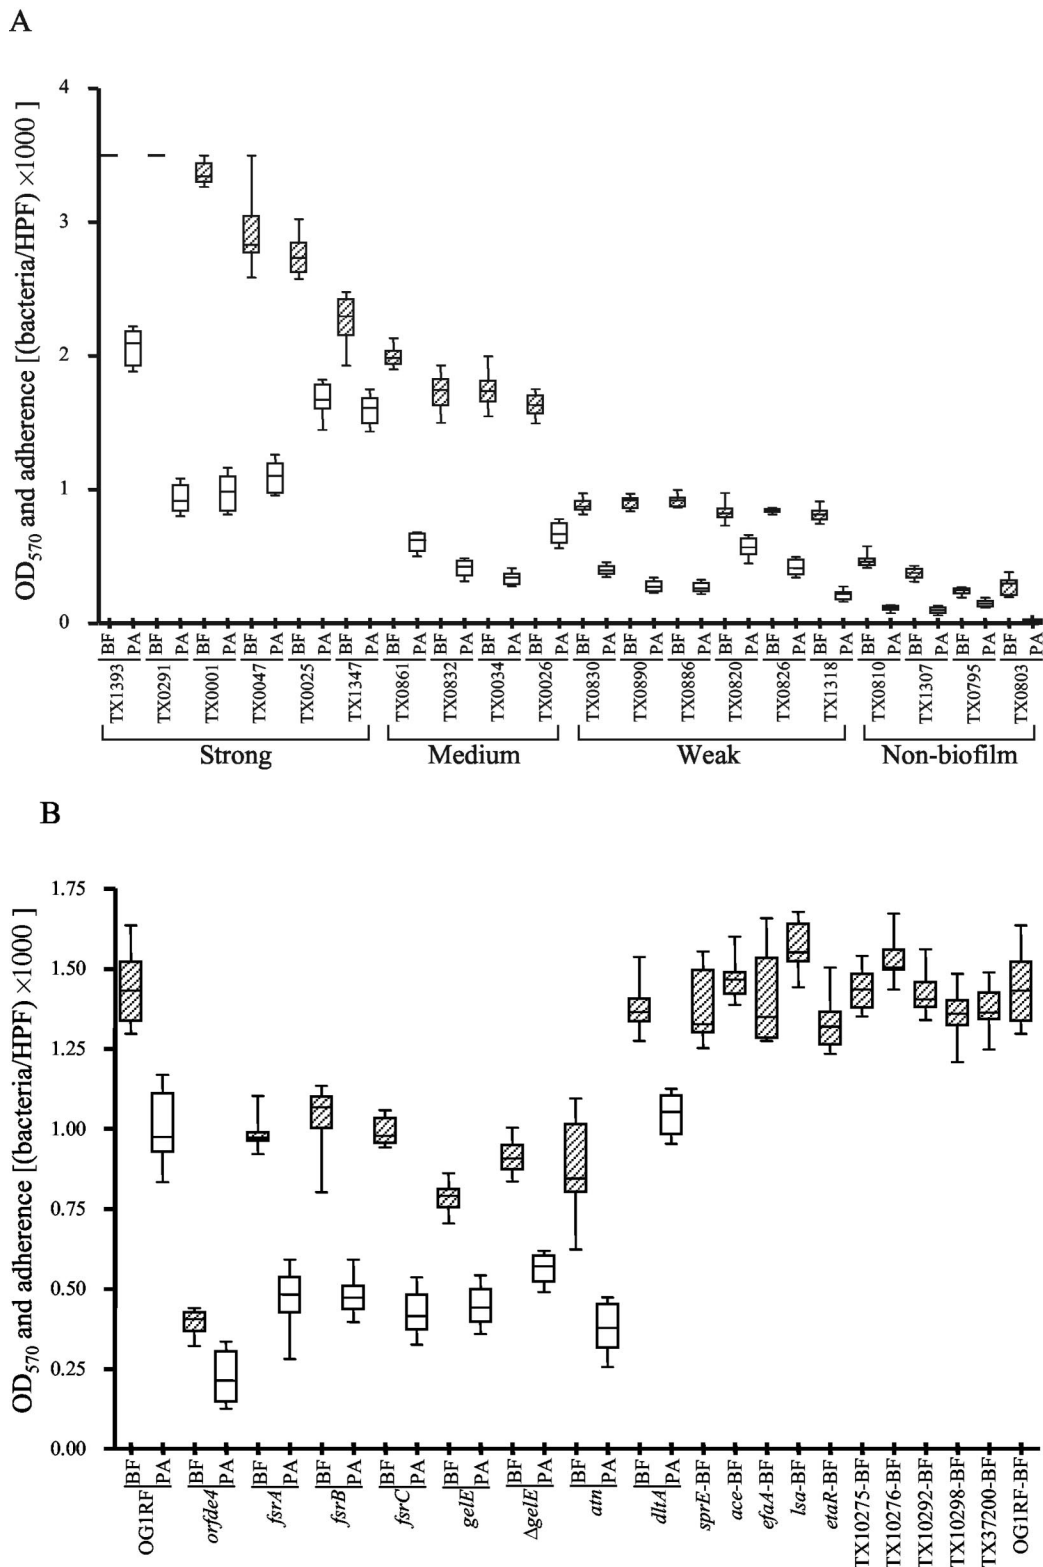 A
OD570 and adherence [(bacteria/HPF) ×1000 ]
4
3
2
1
0
BF PA BF PA BF PA BF PA BF PA BF PA BF PA BF PA BF PA BF PA BF PA BF PA BF PA BF PA BF PA BF PA BF PA BF PA BF PA BF PA
TX1393 TX0291 TX0001 TX0047 TX0025 TX1347 TX0861 TX0832 TX0034 TX0026 TX0830 TX0890 TX0886 TX0820 TX0826 TX1318 TX0810 TX1307 TX0795 TX0803
Strong Medium Weak Non-biofilm
B
OD570 and adherence [(bacteria/HPF) ×1000 ]
1.75
1.50
1.25
1.00
0.75
0.50
0.25
0.00
BF PA BF PA BF PA BF PA BF PA BF PA BF PA BF PA BF PA sprE-BF ace-BF efaA-BF lsa-BF etaR-BF TX10275-BF TX10276-BF TX10292-BF TX10298-BF TX37200-BF OG1RF-BF
OG1RF orfde4 fsrA fsrB fsrC gelE ΔgelE atn dltA